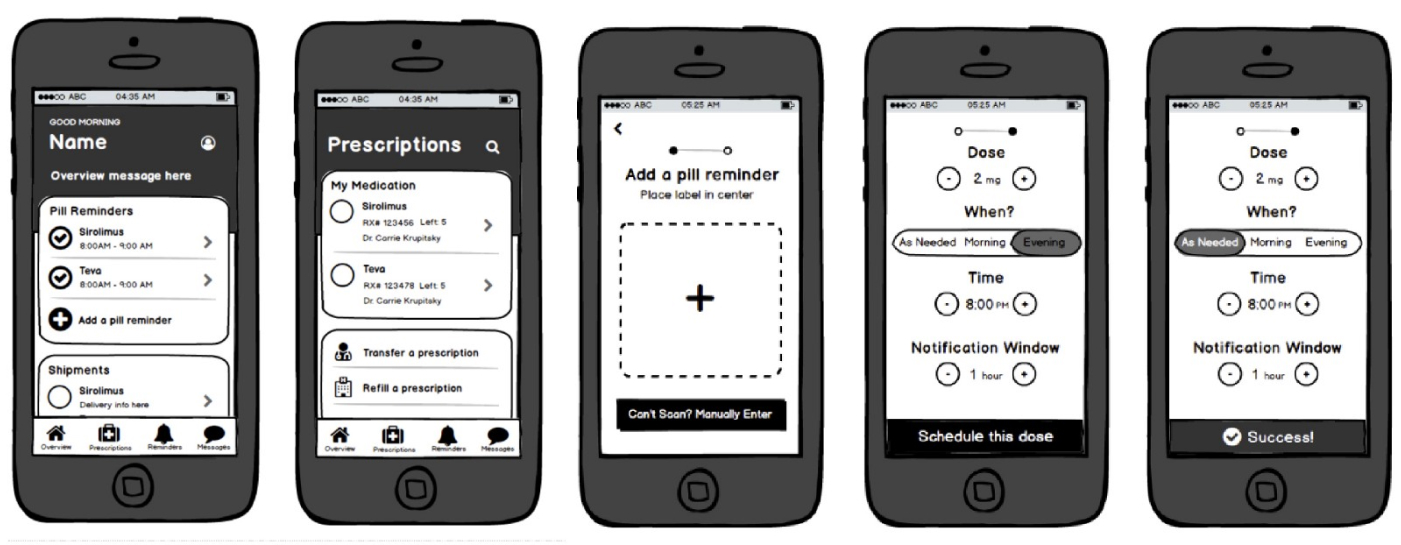 ABC 04:35 AM
GOOD MORNING
Name
Overview message here
Pill Reminders
Sirolimus
8:00AM - 9:00 AM
Teva
8:00AM - 9:00 AM
Add a pill reminder
Shipments
Sirolimus
Delivery info here
Overview Prescriptions Reminders Messages
ABC 04:35 AM
Prescriptions
My Medication
Sirolimus
RX# 123456 Left: 5
Dr. Carrie Krupitsky
Teva
RX# 123478 Left: 5
Dr. Carrie Krupitsky
Transfer a prescription
Refill a prescription
Overview Prescriptions Reminders Messages
ABC 05:25 AM
Add a pill reminder
Place label in center
+
Can't Scan? Manually Enter
ABC 05:25 AM
Dose
- 2 mg +
When?
As Needed Morning Evening
Time
- 8:00 PM +
Notification Window
- 1 hour +
Schedule this dose
ABC 05:25 AM
Dose
- 2 mg +
When?
As Needed Morning Evening
Time
- 8:00 PM +
Notification Window
- 1 hour +
Success!